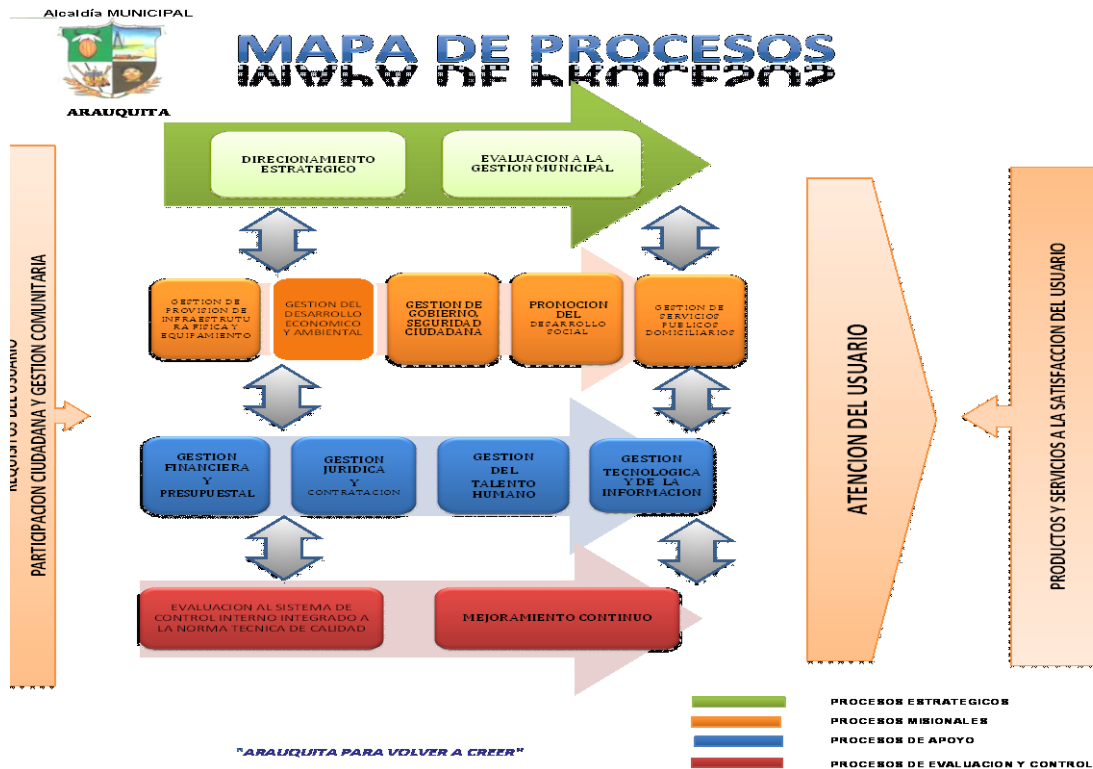 Alcaldía MUNICIPAL
ARAUQUITA
MAPA DE PROCESOS
DIRECIONAMIENTO
ESTRATEGICO
EVALUACION A LA
GESTION MUNICIPAL
GESTION DE
PROVISION DE
INFRAESTRUTU
RA FISICA Y
EQUIPAMIENTO
GESTION DEL
DESARROLLO
ECONOMICO
Y AMBIENTAL
GESTION DE
GOBIERNO,
SEGURIDAD
CIUDADANA
PROMOCION
DEL
DESARROLLO
SOCIAL
GESTION DE
SERVICIOS
PUBLICOS
DOMICILIARIOS
GESTION
FINANCIERA
Y
PRESUPUESTAL
GESTION
JURIDICA
Y
CONTRATACION
GESTION
DEL
TALENTO
HUMANO
GESTION
TECNOLOGICA
Y DE LA
INFORMACION
EVALUACION AL SISTEMA DE
CONTROL INTERNO INTEGRADO A
LA NORMA TECNICA DE CALIDAD
MEJORAMIENTO CONTINUO
REQUISITOS DEL USUARIO
PARTICIPACION CIUDADANA Y GESTION COMUNITARIA
ATENCION DEL USUARIO
PRODUCTOS Y SERVICIOS A LA SATISFACCION DEL USUARIO
PROCESOS ESTRATEGICOS
PROCESOS MISIONALES
PROCESOS DE APOYO
PROCESOS DE EVALUACION Y CONTROL
"ARAUQUITA PARA VOLVER A CREER"